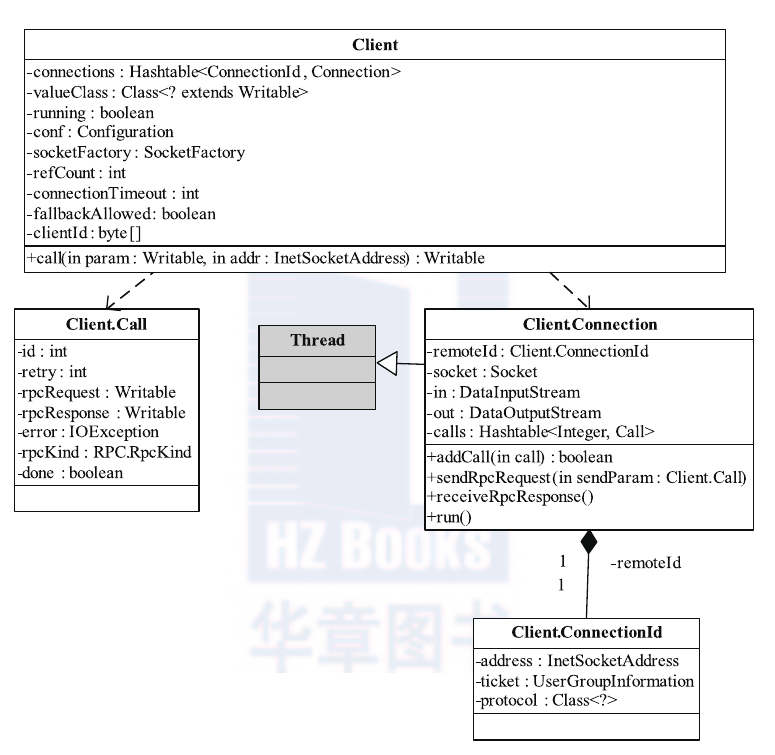 Client
-connections : Hashtable<ConnectionId, Connection>
-valueClass : Class<? extends Writable>
-running : boolean
-conf : Configuration
-socketFactory : SocketFactory
-refCount : int
-connectionTimeout : int
-fallbackAllowed: boolean
-clientId : byte[]
+call(in param : Writable, in addr : InetSocketAddress) : Writable
Client.Call
-id : int
-retry : int
-rpcRequest : Writable
-rpcResponse : Writable
-error : IOException
-rpcKind : RPC.RpcKind
-done : boolean
Thread
Client.Connection
-remoteId : Client.ConnectionId
-socket : Socket
-in : DataInputStream
-out : DataOutputStream
-calls : Hashtable<Integer, Call>
+addCall(in call) : boolean
+sendRpcRequest(in sendParam : Client.Call)
+receiveRpcResponse()
+run()
HZ BOOKS
华章图书
1
-remoteId
1
Client.ConnectionId
-address : InetSocketAddress
-ticket : UserGroupInformation
-protocol : Class<?>